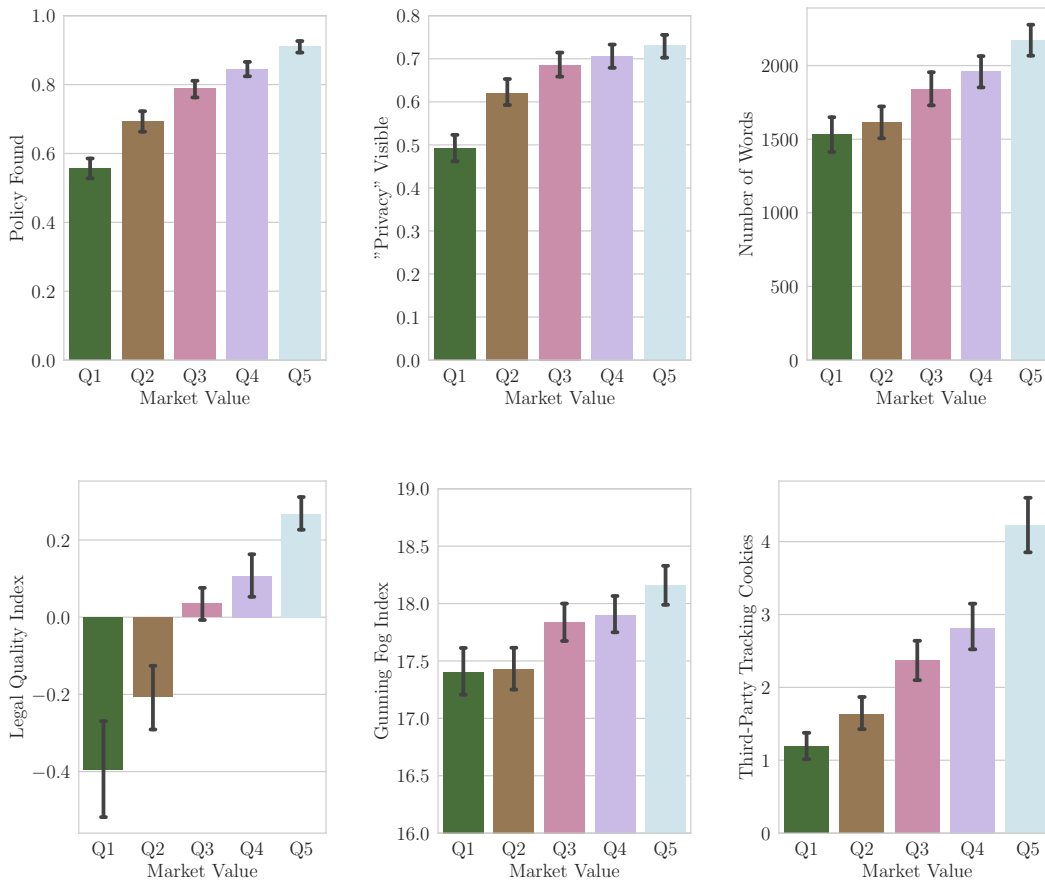 1.0
0.8
0.6
0.4
0.2
0.0
Policy Found
Q1 Q2 Q3 Q4 Q5
Market Value
0.8
0.7
0.6
0.5
0.4
0.3
0.2
0.1
0.0
"Privacy" Visible
Q1 Q2 Q3 Q4 Q5
Market Value
2000
1500
1000
500
0
Number of Words
Q1 Q2 Q3 Q4 Q5
Market Value
0.2
0.0
−0.2
−0.4
Legal Quality Index
Q1 Q2 Q3 Q4 Q5
Market Value
19.0
18.5
18.0
17.5
17.0
16.5
16.0
Gunning Fog Index
Q1 Q2 Q3 Q4 Q5
Market Value
4
3
2
1
0
Third-Party Tracking Cookies
Q1 Q2 Q3 Q4 Q5
Market Value